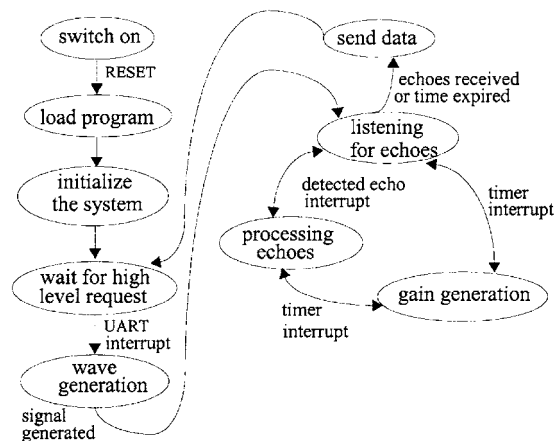 switch on
RESET
load program
initialize
the system
wait for high
level request
UART
interrupt
wave
generation
signal
generated
send data
echoes received
or time expired
listening
for echoes
detected echo
interrupt
timer
interrupt
processing
echoes
gain generation
timer
interrupt